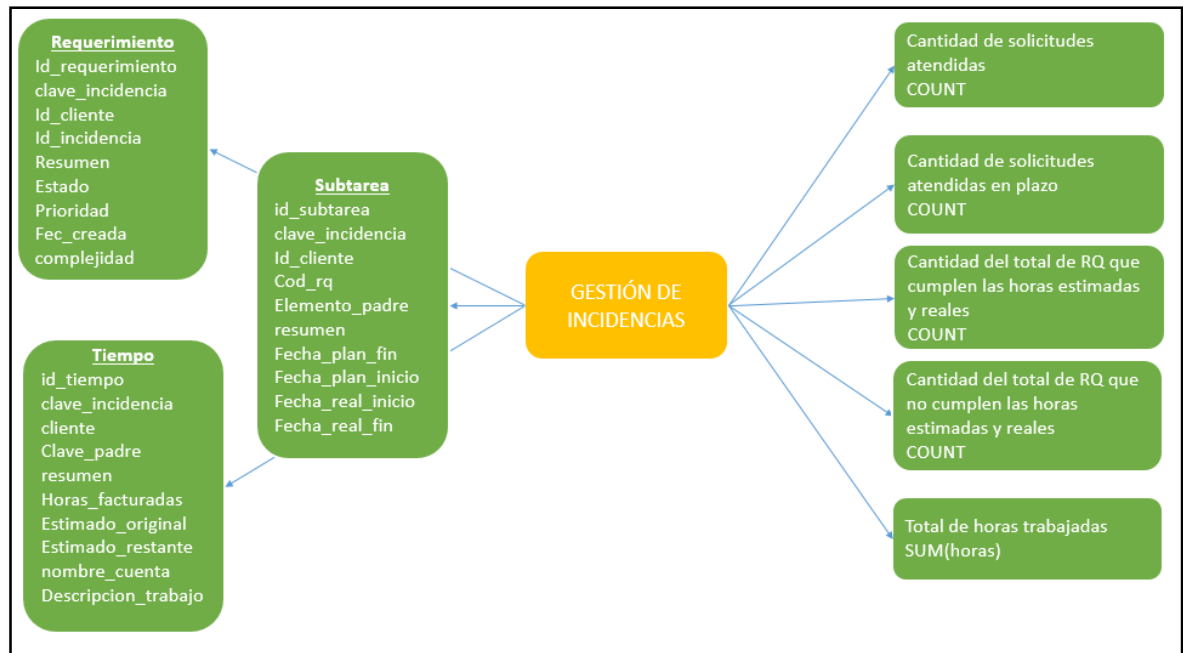 Requerimiento
Id_requerimiento
clave_incidencia
Id_cliente
Id_incidencia
Resumen
Estado
Prioridad
Fec_creada
complejidad
Tiempo
id_tiempo
clave_incidencia
cliente
Clave_padre
resumen
Horas_facturadas
Estimado_original
Estimado_restante
nombre_cuenta
Descripcion_trabajo
Subtarea
id_subtarea
clave_incidencia
Id_cliente
Cod_rq
Elemento_padre
resumen
Fecha_plan_fin
Fecha_plan_inicio
Fecha_real_inicio
Fecha_real_fin
GESTIÓN DE
INCIDENCIAS
Cantidad de solicitudes
atendidas
COUNT
Cantidad de solicitudes
atendidas en plazo
COUNT
Cantidad del total de RQ que
cumplen las horas estimadas
y reales
COUNT
Cantidad del total de RQ que
no cumplen las horas
estimadas y reales
COUNT
Total de horas trabajadas
SUM(horas)